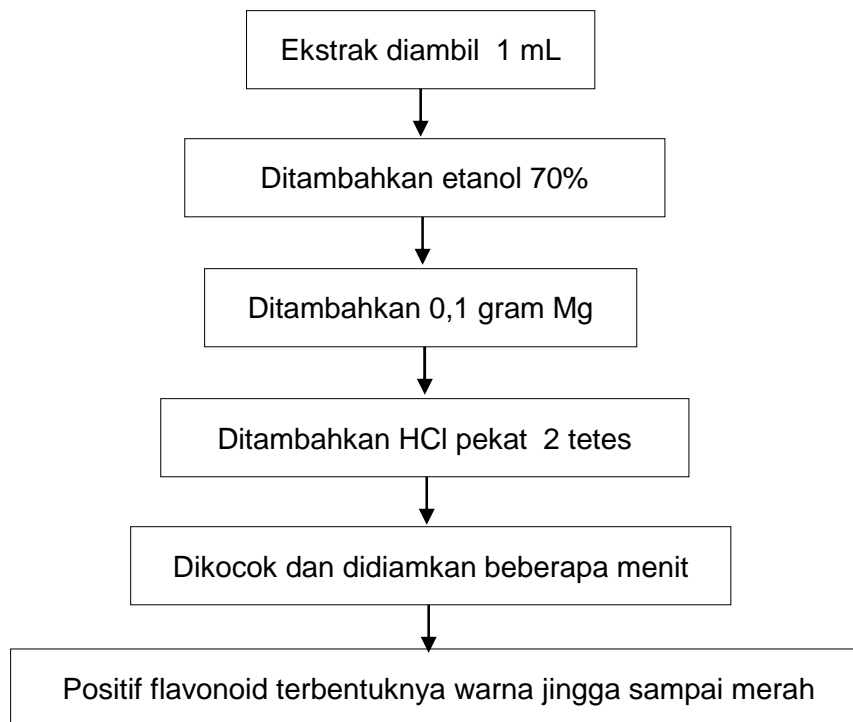 Ekstrak diambil  1 mL
Ditambahkan etanol 70%
Ditambahkan 0,1 gram Mg
Ditambahkan HCl pekat  2 tetes
Dikocok dan didiamkan beberapa menit
Positif flavonoid terbentuknya warna jingga sampai merah